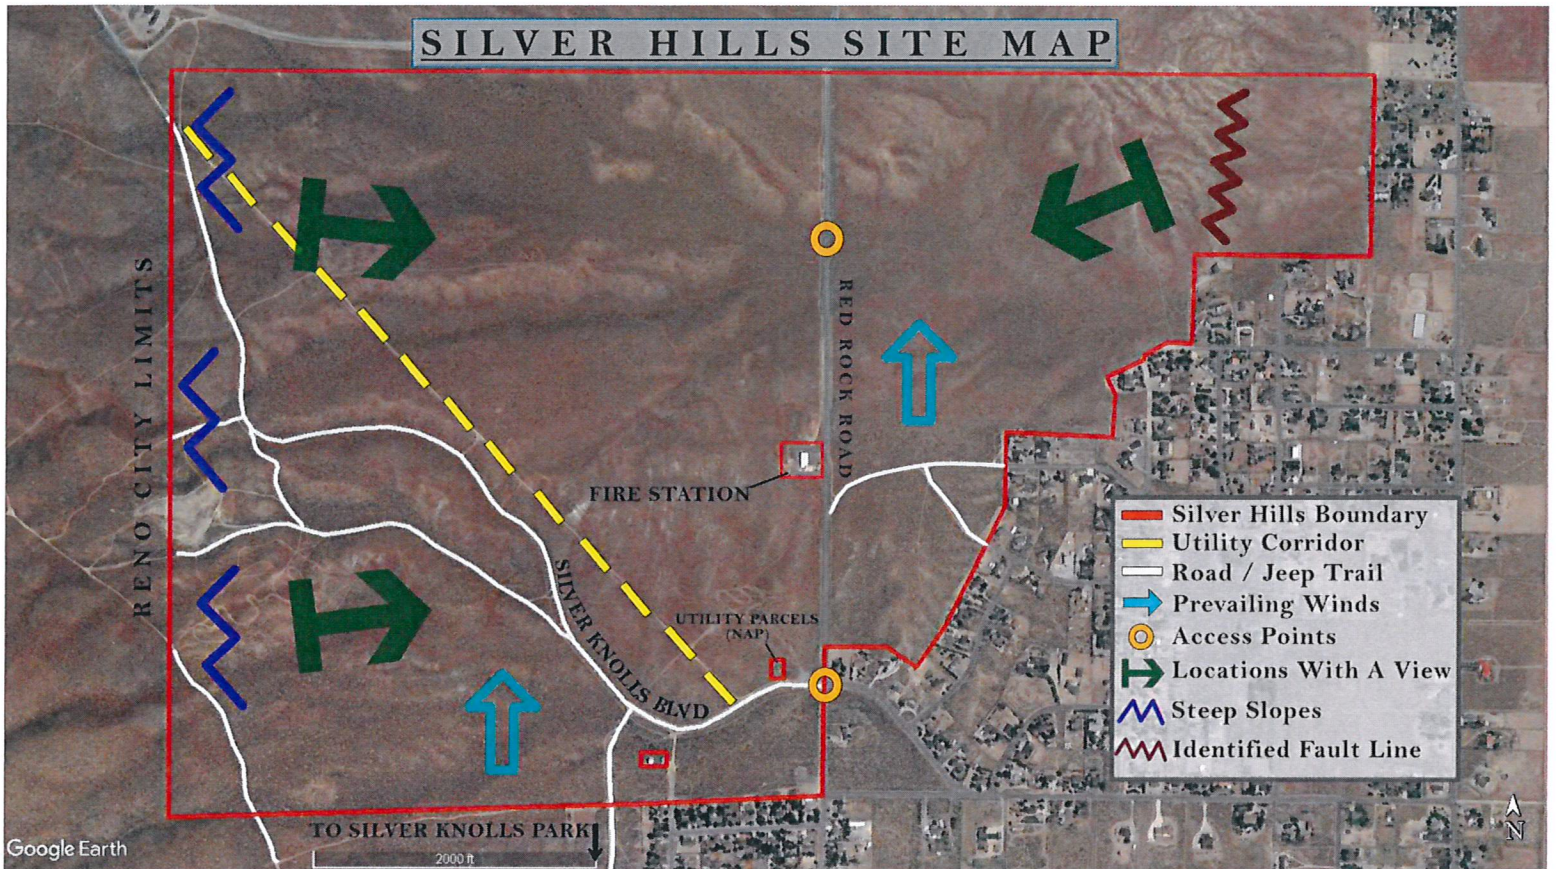 SILVER HILLS SITE MAP
RENO CITY LIMITS
RED ROCK ROAD
FIRE STATION
SILVER KNOLLS BLVD
UTILITY PARCELS
(NAP)
Silver Hills Boundary
Utility Corridor
Road / Jeep Trail
Prevailing Winds
Access Points
Locations With A View
Steep Slopes
Identified Fault Line
TO SILVER KNOLLS PARK
N
Google Earth
2000 ft